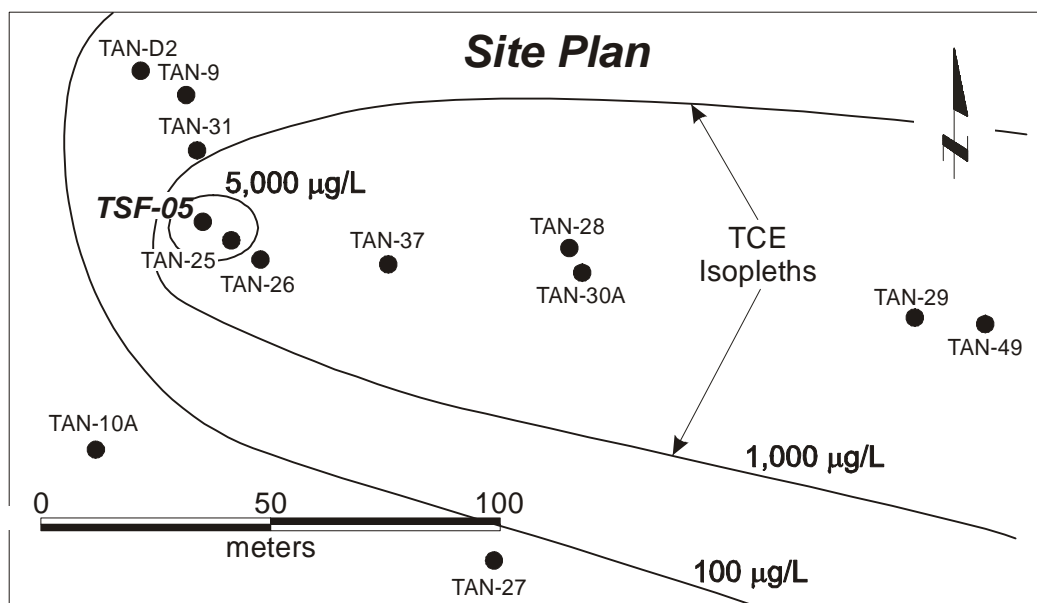 Site Plan
TAN-D2
TAN-9
TAN-31
5,000 µg/L
TSF-05
TAN-25
TAN-26
TAN-37
TAN-28
TAN-30A
TCE
Isopleths
TAN-29
TAN-49
TAN-10A
1,000 µg/L
0 50 100
meters
TAN-27
100 µg/L